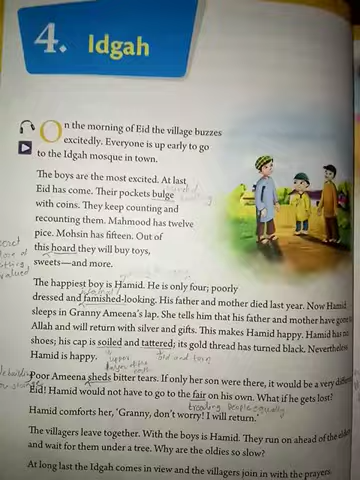 4. Idgah
On the morning of Eid the village buzzes
excitedly. Everyone is up early to go
to the Idgah mosque in town.
The boys are the most excited. At last
Eid has come. Their pockets bulge
with coins. They keep counting and
recounting them. Mahmood has twelve
pice. Mohsin has fifteen. Out of
this hoard they will buy toys,
sweets—and more.
The happiest boy is Hamid. He is only four; poorly
dressed and famished-looking. His father and mother died last year. Now Hamid
sleeps in Granny Ameena's lap. She tells him that his father and mother have gone to
Allah and will return with silver and gifts. This makes Hamid happy. Hamid has no
shoes; his cap is soiled and tattered; its gold thread has turned black. Nevertheless
Hamid is happy.
Poor Ameena sheds bitter tears. If only her son were there, it would be a very different
Eid! Hamid would not have to go to the fair on his own. What if he gets lost?
treating people equally
Hamid comforts her, 'Granny, don't worry! I will return.'
The villagers leave together. With the boys is Hamid. They run on ahead of the elders
and wait for them under a tree. Why are the oldies so slow?
At long last the Idgah comes in view and the villagers join in with the prayers.